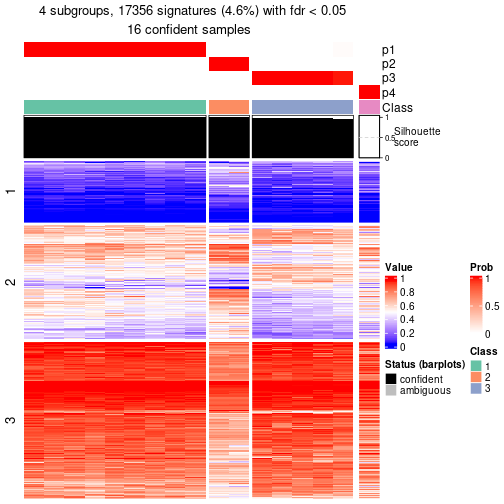 4 subgroups, 17356 signatures (4.6%) with fdr < 0.05
16 confident samples
p1
p2
p3
p4
Class
1
0.5
0
Silhouette
score
1
2
3
Value
1
0.8
0.6
0.4
0.2
0
Prob
1
0.5
0
Status (barplots)
confident
ambiguous
Class
1
2
3